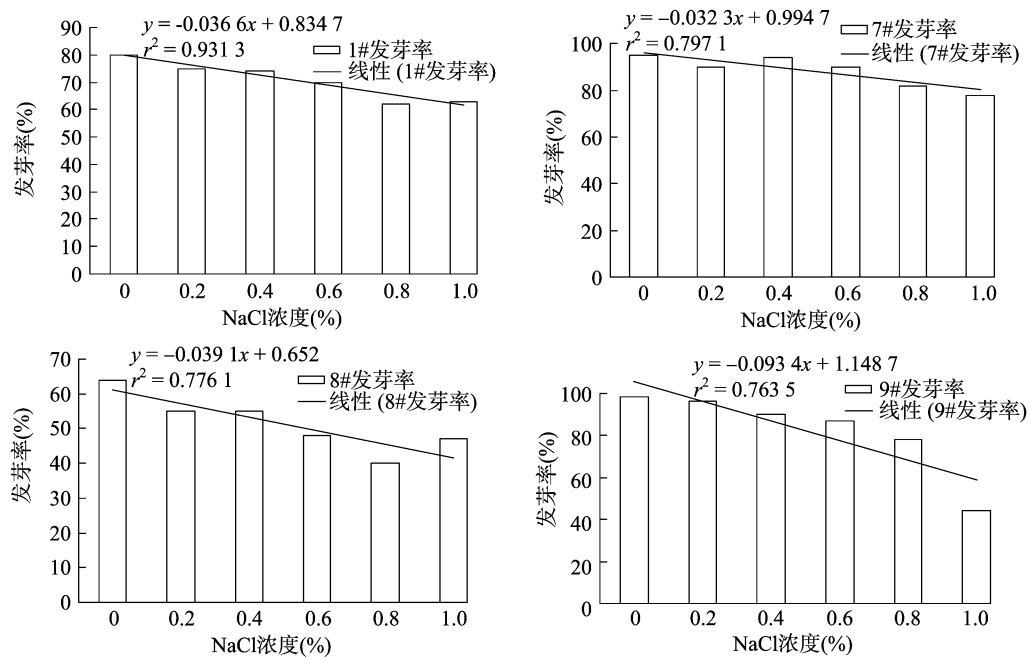 y = -0.036 6x + 0.834 7
r² = 0.931 3
1#发芽率
线性 (1#发芽率)
发芽率(%)
90
80
70
60
50
40
30
20
10
0
0 0.2 0.4 0.6 0.8 1.0
NaCl浓度(%)
y = −0.032 3x + 0.994 7
r² = 0.797 1
7#发芽率
线性 (7#发芽率)
发芽率(%)
100
80
60
40
100
0
0 0.2 0.4 0.6 0.8 1.0
NaCl浓度(%)
y = −0.039 1x + 0.652
r² = 0.776 1
8#发芽率
线性 (8#发芽率)
发芽率(%)
70
60
50
40
30
20
10
0
0 0.2 0.4 0.6 0.8 1.0
NaCl浓度(%)
y = −0.093 4x + 1.148 7
r² = 0.763 5
9#发芽率
线性 (9#发芽率)
发芽率(%)
100
80
60
40
100
0
0 0.2 0.4 0.6 0.8 1.0
NaCl浓度(%)